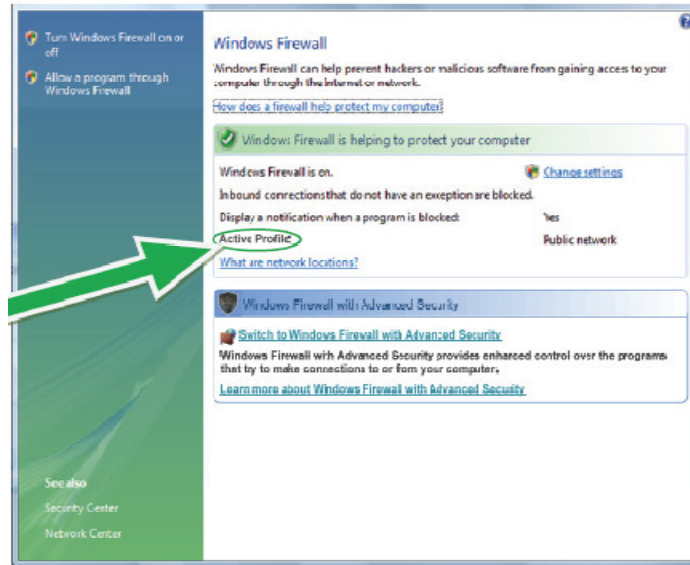 Turn Windows Firewall on or
off
Allow a program through
Windows Firewall
Windows Firewall
Windows Firewall can help prevent hackers or malicious software from gaining access to your
computer through the Internet or network.
How does a firewall help protect my computer?
Windows Firewall is helping to protect your computer
Windows Firewall is on.
Change settings
Inbound connections that do not have an exception are blocked.
Display a notification when a program is blocked: Yes
Active Profile: Public network
What are network locations?
Windows Firewall with Advanced Security
Switch to Windows Firewall with Advanced Security
Windows Firewall with Advanced Security provides enhanced control over the programs
that try to make connections to or from your computer.
Learn more about Windows Firewall with Advanced Security
See also
Security Center
Network Center